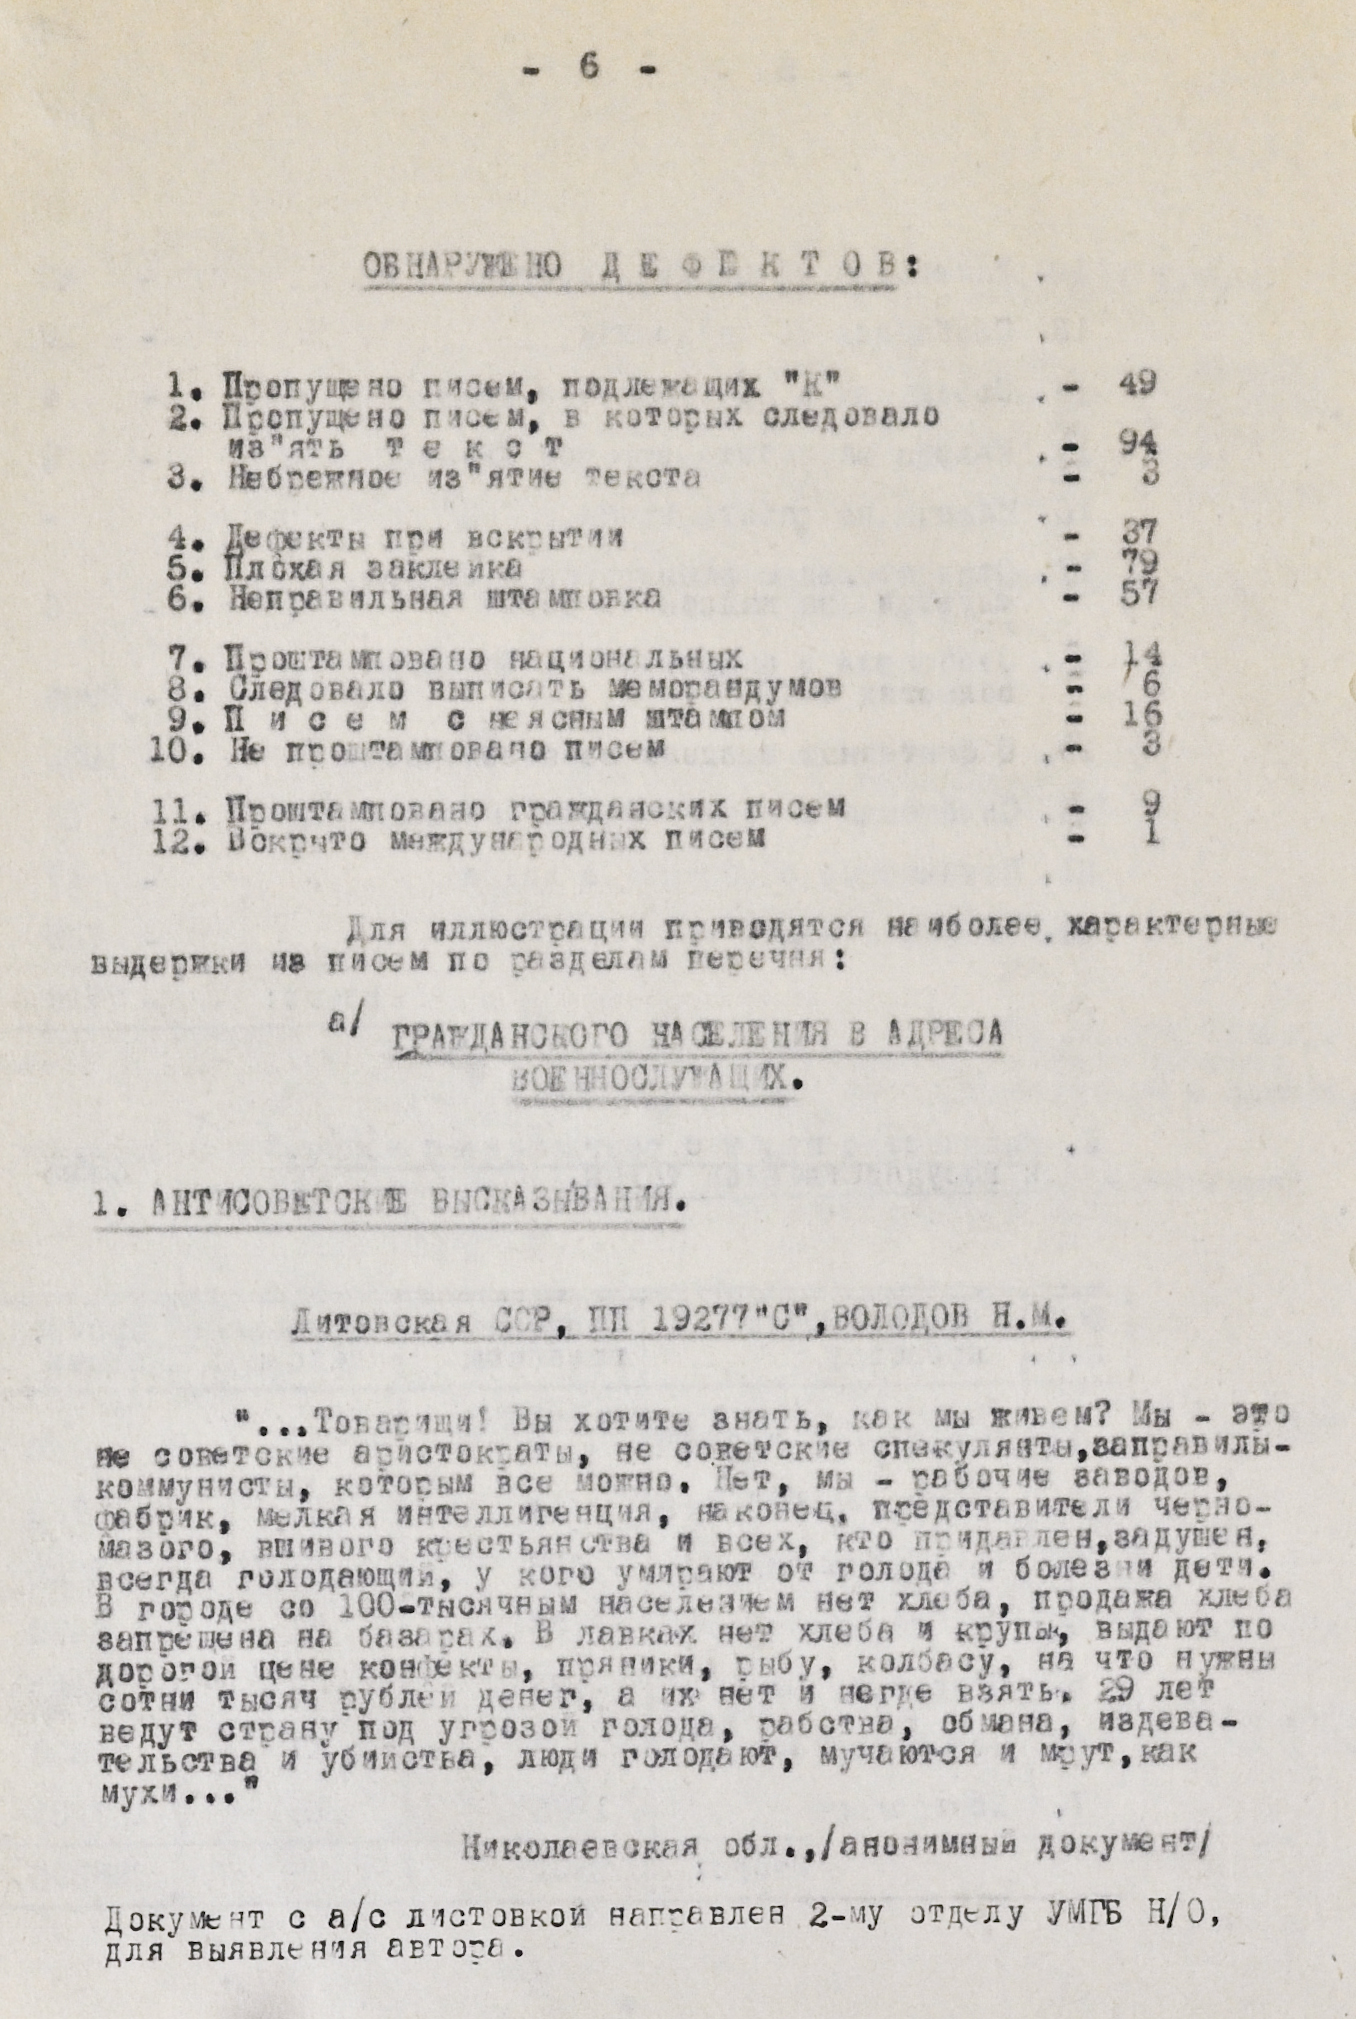 - 6 -
ОБНАРУЖЕНО Д Е Ф Е К Т О В:
1. Пропущено писем, подлежащих "К" - 49
2. Пропущено писем, в которых следовало
из"ять т е к с т - 94
3. Небрежное из"ятие текста - 3
4. Дефекты при вскрытии - 37
5. Плохая заклейка - 79
6. Неправильная штамповка - 57
7. Проштамповано национальных - 14
8. Следовало выписать меморандумов - 6
9. П и с е м с неясным штампом - 16
10. Не проштамповано писем - 3
11. Проштамповано гражданских писем - 9
12. Вскрыто международных писем - 1
Для иллюстрации приводятся наиболее характерные
выдержки из писем по разделам перечня:
а/ ГРАЖДАНСКОГО НАСЕЛЕНИЯ В АДРЕСА
ВОЕННОСЛУЖАЩИХ.
1. АНТИСОВЕТСКИЕ ВЫСКАЗЫВАНИЯ.
Литовская ССР, ПП 19277"С",ВОЛОДОВ Н.М.
"...Товарищи! Вы хотите знать, как мы живем? Мы - это
не советские аристократы, не советские спекулянты,заправилы-
коммунисты, которым все можно. Нет, мы - рабочие заводов,
фабрик, мелкая интеллигенция, наконец, представители черно-
мазого, вшивого крестьянства и всех, кто придавлен,задушен,
всегда голодающий, у кого умирают от голода и болезни дети.
В городе со 100-тысячным населением нет хлеба, продажа хлеба
запрешена на базарах. В лавках нет хлеба и крупы, выдают по
дорогой цене конфекты, пряники, рыбу, колбасу, на что нужны
сотни тысяч рублей денег, а их нет и негде взять. 29 лет
ведут страну под угрозой голода, рабства, обмана, издева-
тельства и убийства, люди голодают, мучаются и мрут,как
мухи..."
Николаевская обл.,/анонимный документ/
Документ с а/с листовкой направлен 2-му отделу УМГБ Н/О,
для выявления автора.